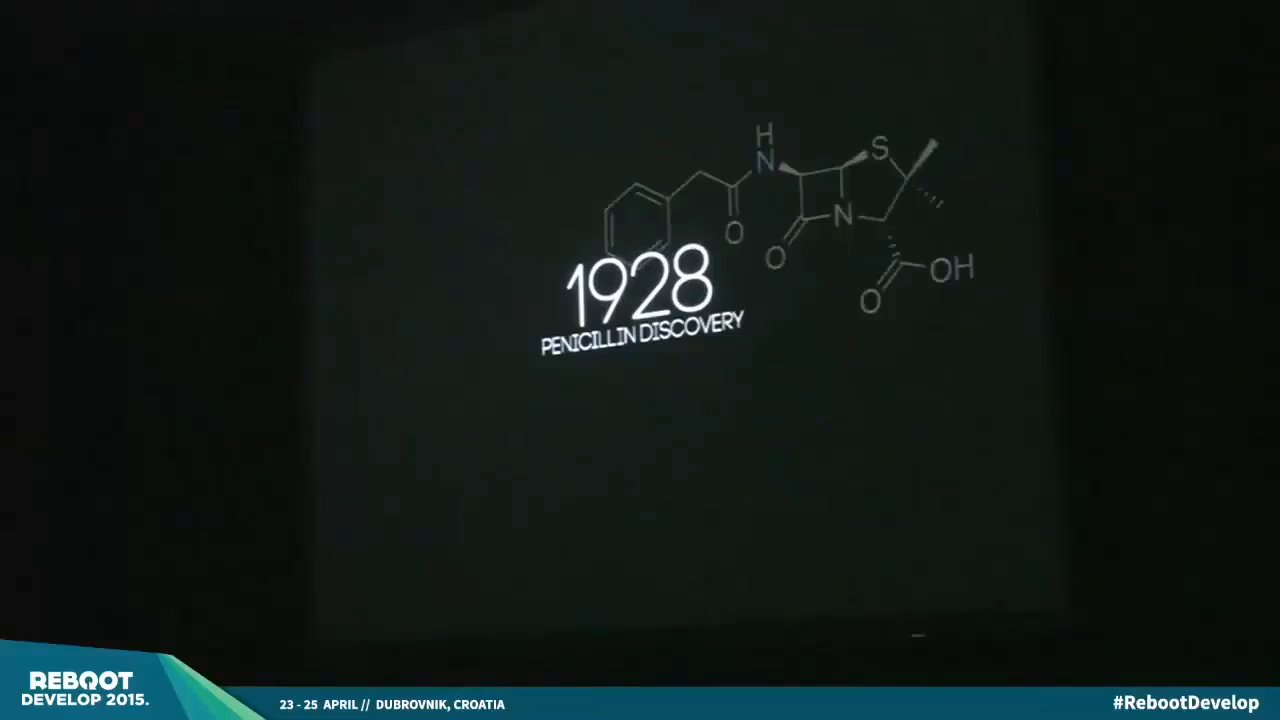 H
N
S
O
N
O
OH
O
1928
PENICILLIN DISCOVERY
REBOOT
DEVELOP 2015.
23 - 25 APRIL // DUBROVNIK, CROATIA
#RebootDevelop